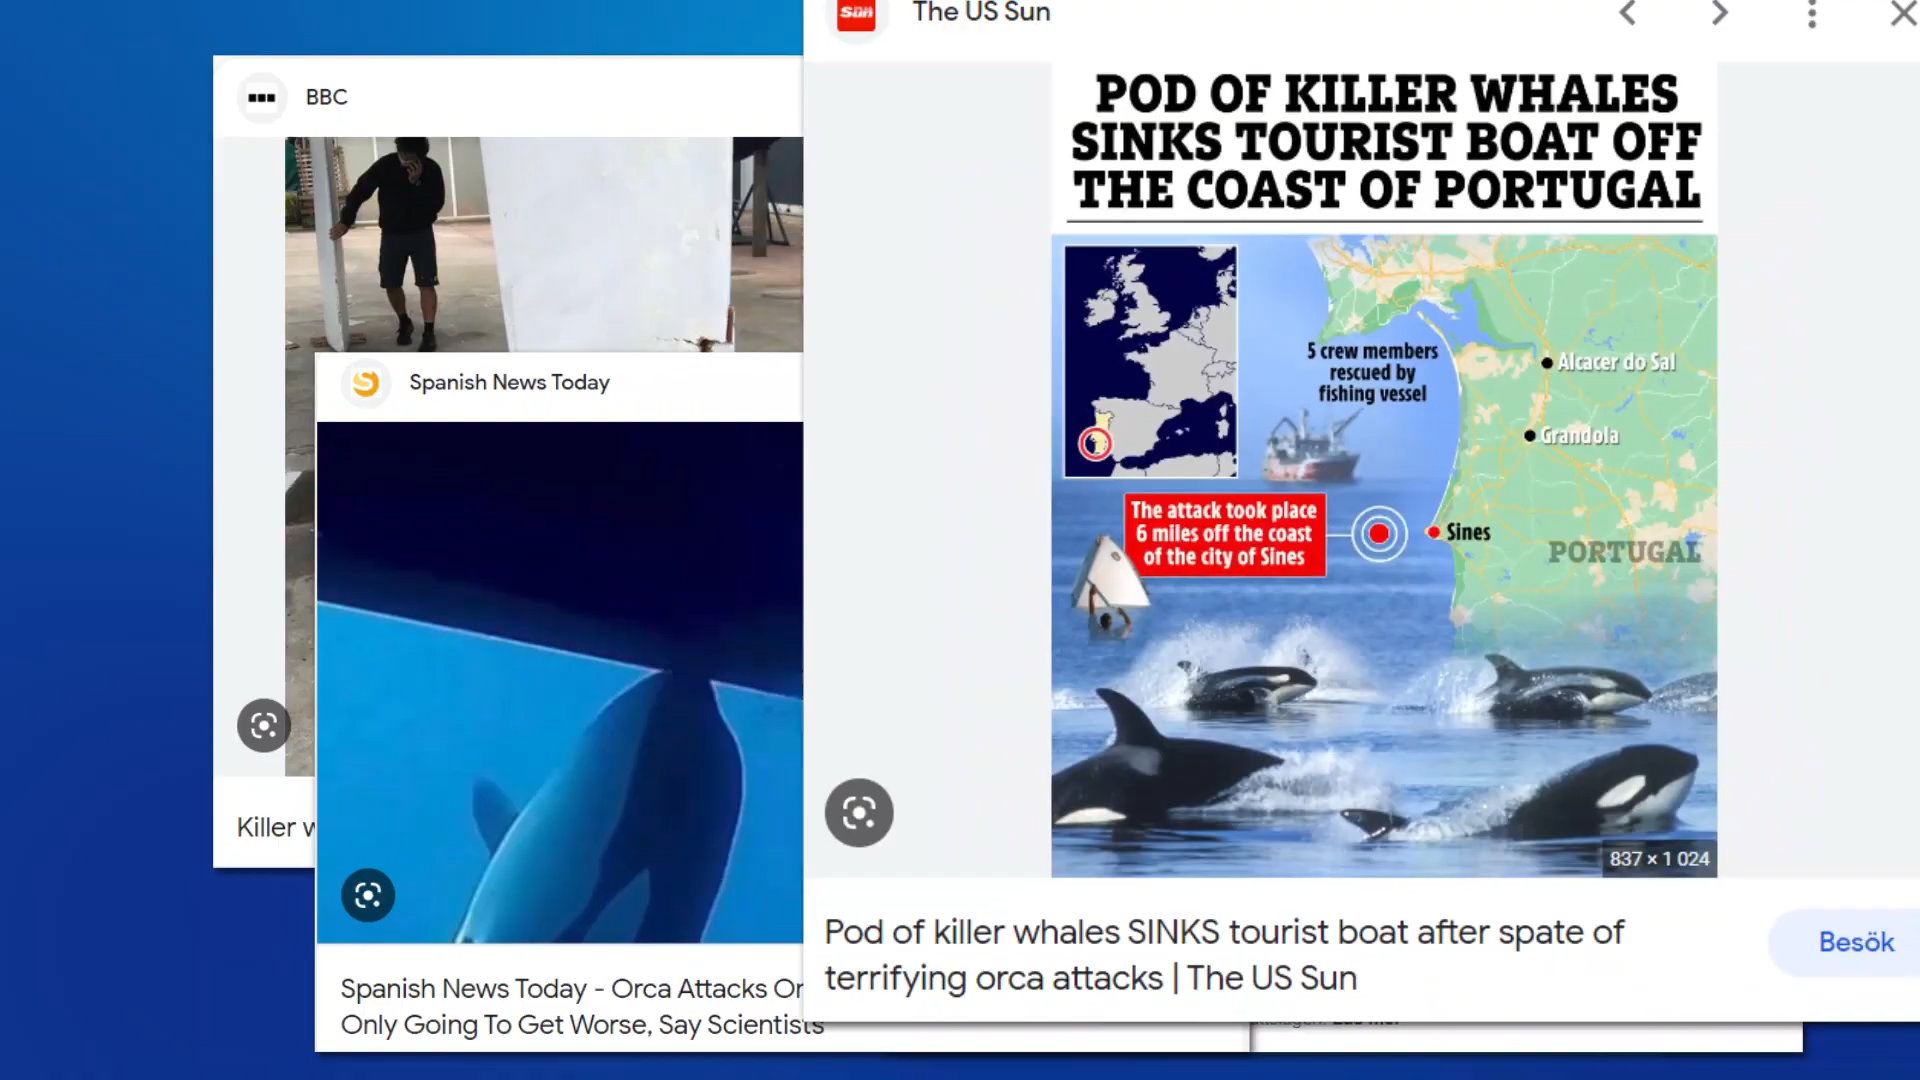 BBC
Killer w
Spanish News Today
Spanish News Today - Orca Attacks Or
Only Going To Get Worse, Say Scientists
Sun
The US Sun
POD OF KILLER WHALES
SINKS TOURIST BOAT OFF
THE COAST OF PORTUGAL
5 crew members
rescued by
fishing vessel
Alcacer do Sal
Grandola
The attack took place
6 miles off the coast
of the city of Sines
Sines
PORTUGAL
837 × 1 024
Pod of killer whales SINKS tourist boat after spate of
terrifying orca attacks | The US Sun
Besök